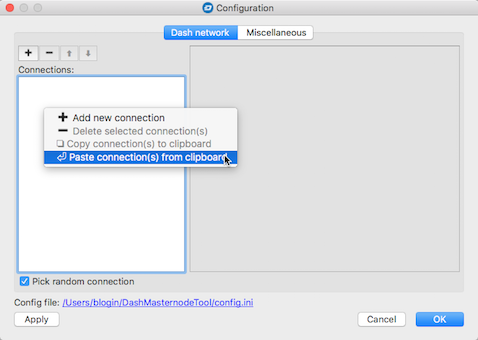 Configuration
Dash network Miscellaneous
Connections:
Add new connection
Delete selected connection(s)
Copy connection(s) to clipboard
Paste connection(s) from clipboard
Pick random connection
Config file: /Users/blogin/DashMasternodeTool/config.ini
Apply Cancel OK